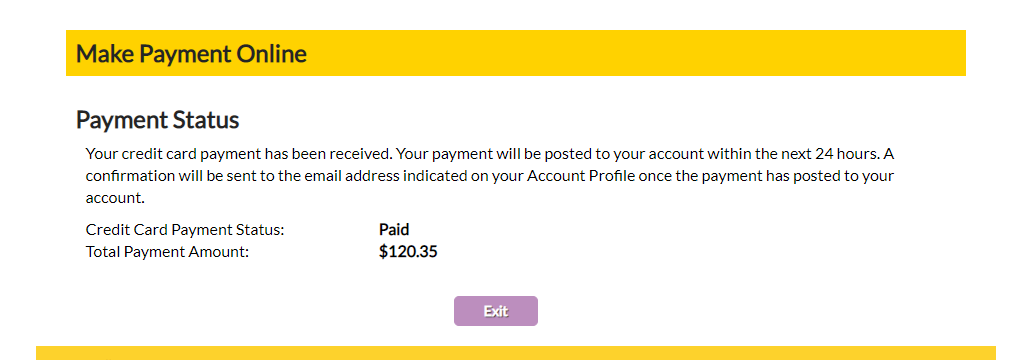 Make Payment Online
Payment Status
Your credit card payment has been received. Your payment will be posted to your account within the next 24 hours. A
confirmation will be sent to the email address indicated on your Account Profile once the payment has posted to your
account.
Credit Card Payment Status: Paid
Total Payment Amount: $120.35
Exit